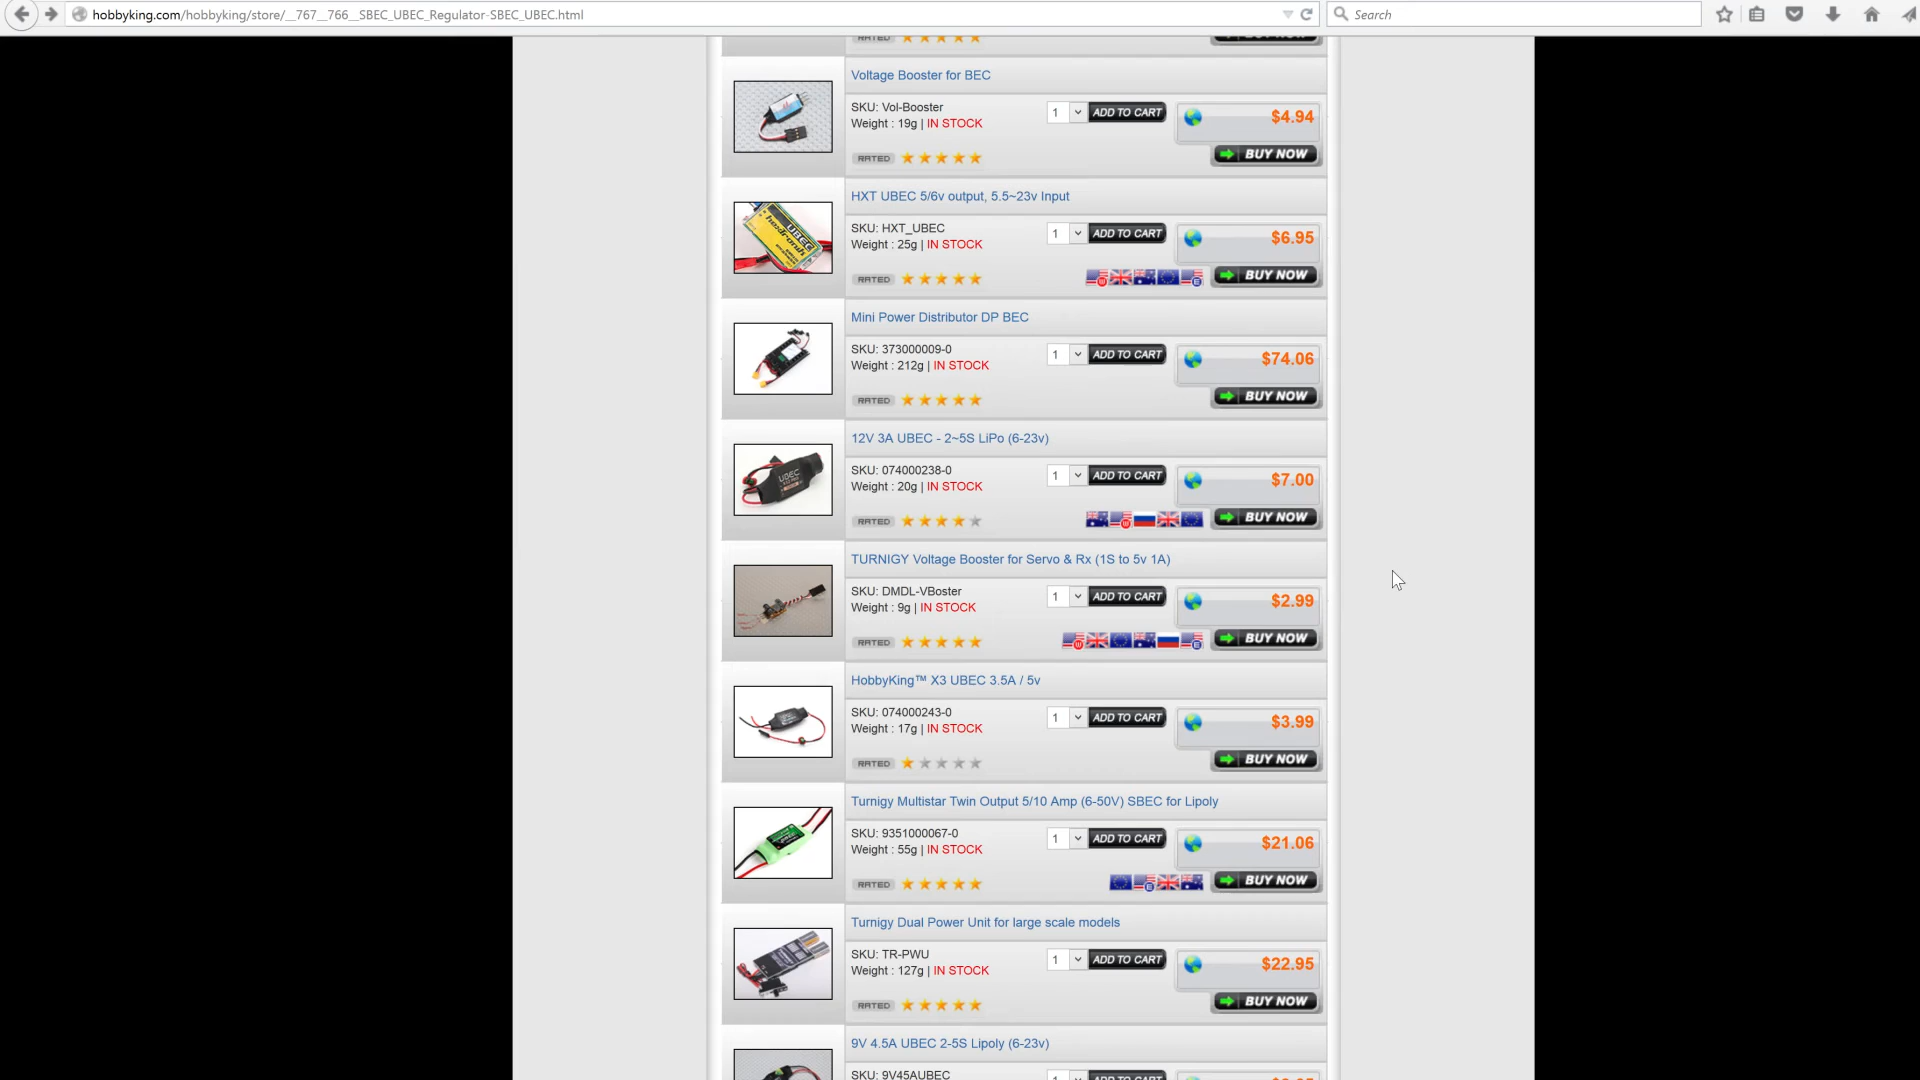 hobbyking.com/hobbyking/store/__767__766__SBEC_UBEC_Regulator-SBEC_UBEC.html
Search
RATED
Voltage Booster for BEC
SKU: Vol-Booster
1 ADD TO CART
$4.94
Weight : 19g | IN STOCK
RATED
BUY NOW
HXT UBEC 5/6v output, 5.5~23v Input
SKU: HXT_UBEC
1 ADD TO CART
$6.95
Weight : 25g | IN STOCK
RATED
BUY NOW
Mini Power Distributor DP BEC
SKU: 373000009-0
1 ADD TO CART
$74.06
Weight : 212g | IN STOCK
RATED
BUY NOW
12V 3A UBEC - 2~5S LiPo (6-23v)
UBEC
SKU: 074000238-0
1 ADD TO CART
$7.00
Weight : 20g | IN STOCK
RATED
BUY NOW
TURNIGY Voltage Booster for Servo & Rx (1S to 5v 1A)
SKU: DMDL-VBoster
1 ADD TO CART
$2.99
Weight : 9g | IN STOCK
RATED
BUY NOW
HobbyKing™ X3 UBEC 3.5A / 5v
SKU: 074000243-0
1 ADD TO CART
$3.99
Weight : 17g | IN STOCK
RATED
BUY NOW
Turnigy Multistar Twin Output 5/10 Amp (6-50V) SBEC for Lipoly
SKU: 9351000067-0
1 ADD TO CART
$21.06
Weight : 55g | IN STOCK
RATED
BUY NOW
Turnigy Dual Power Unit for large scale models
SKU: TR-PWU
1 ADD TO CART
$22.95
Weight : 127g | IN STOCK
RATED
BUY NOW
9V 4.5A UBEC 2-5S Lipoly (6-23v)
SKU: 9V45AUBEC